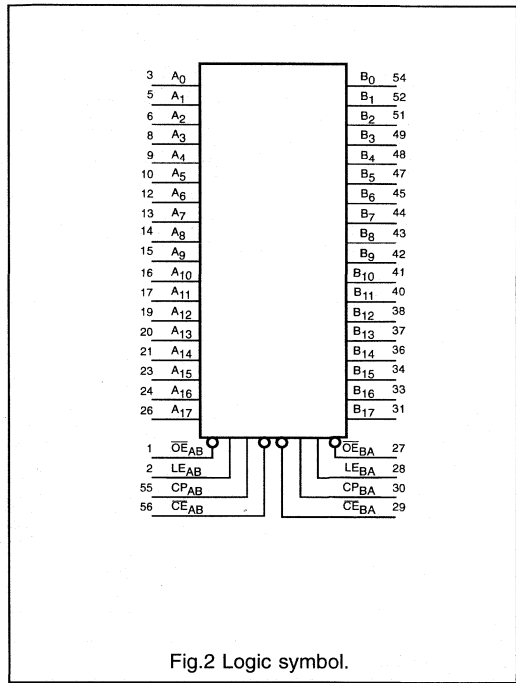 3 A0 B0 54
5 A1 B1 52
6 A2 B2 51
8 A3 B3 49
9 A4 B4 48
10 A5 B5 47
12 A6 B6 45
13 A7 B7 44
14 A8 B8 43
15 A9 B9 42
16 A10 B10 41
17 A11 B11 40
19 A12 B12 38
20 A13 B13 37
21 A14 B14 36
23 A15 B15 34
24 A16 B16 33
26 A17 B17 31
1 O̅E̅AB O̅E̅BA 27
2 LEAB LEBA 28
55 CPAB CPBA 30
56 C̅E̅AB C̅E̅BA 29
Fig.2 Logic symbol.